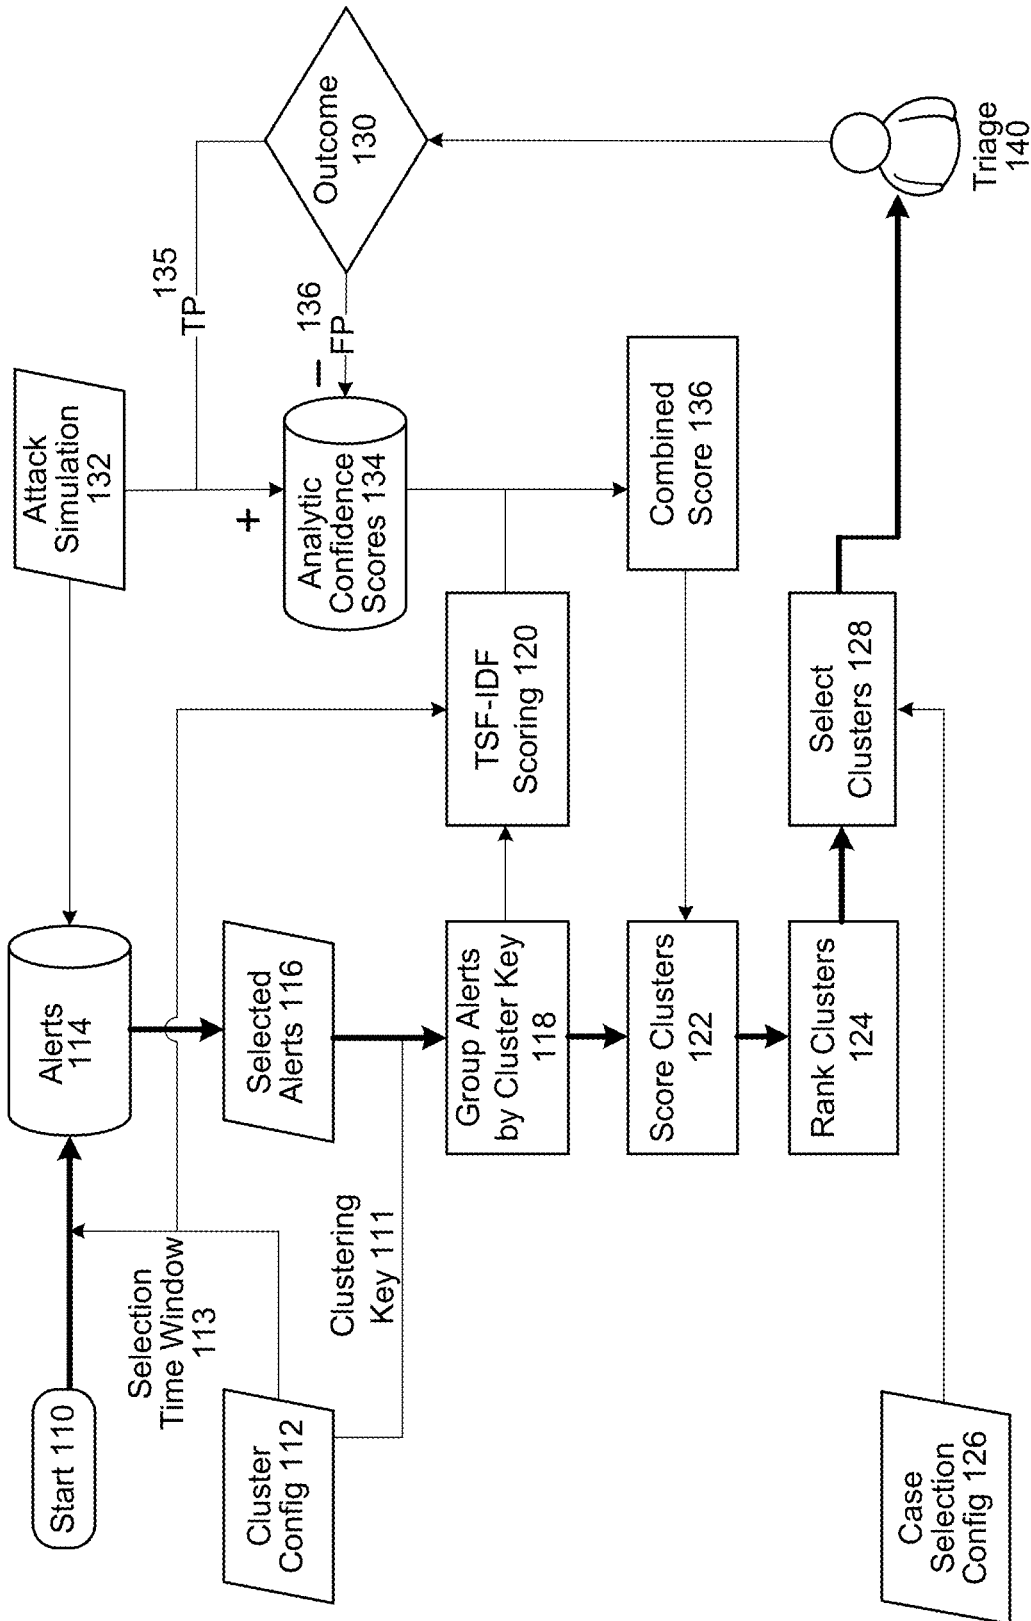 Start 110
Alerts
114
Attack
Simulation
132
Selection
Time Window
113
TP
135
+
Cluster
Config 112
Selected
Alerts 116
Clustering
Key 111
Analytic
Confidence
Scores 134
–
136
FP
Outcome
130
Group Alerts
by Cluster Key
118
TSF-IDF
Scoring 120
Score Clusters
122
Combined
Score 136
Rank Clusters
124
Select
Clusters 128
Case
Selection
Config 126
Triage
140